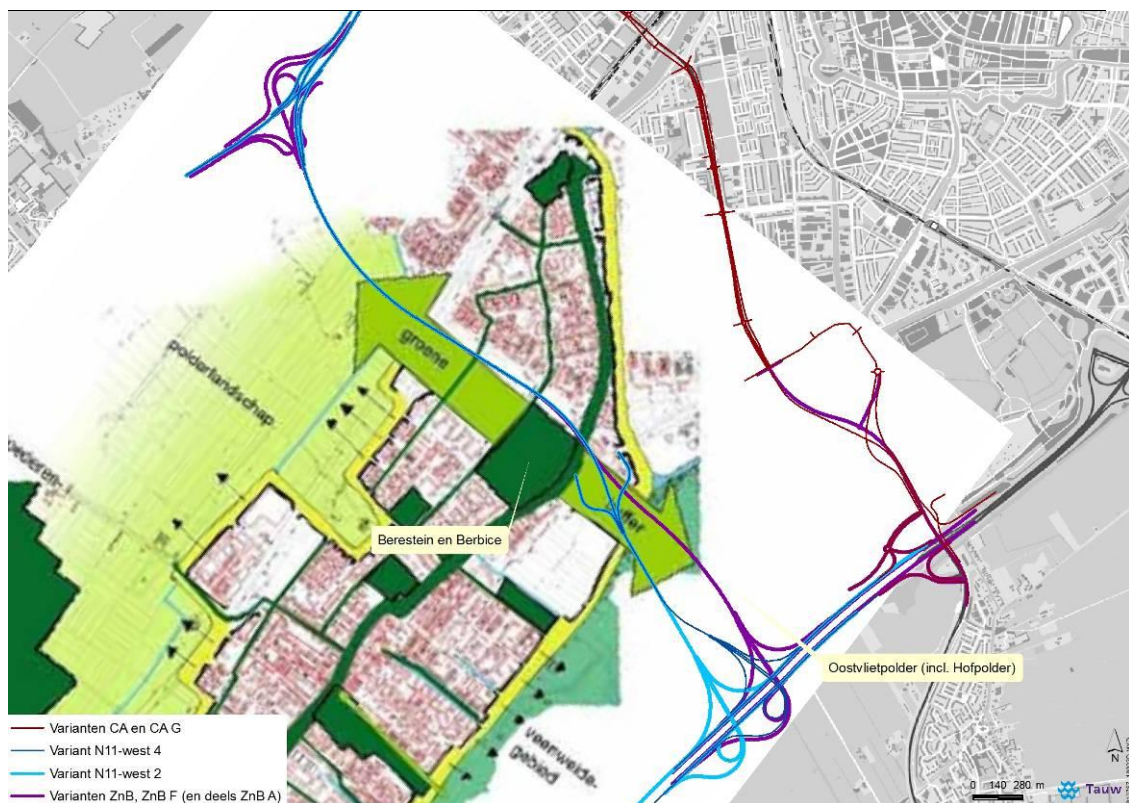 groene
polderlandschap
Berestein en Berbice
Oostvlietpolder (incl. Hofpolder)
veenweide-
gebied
Varianten CA en CA G
Variant N11-west 4
Variant N11-west 2
Varianten ZnB, ZnB F (en deels ZnB A)
N
0 140 280 m
Tauw